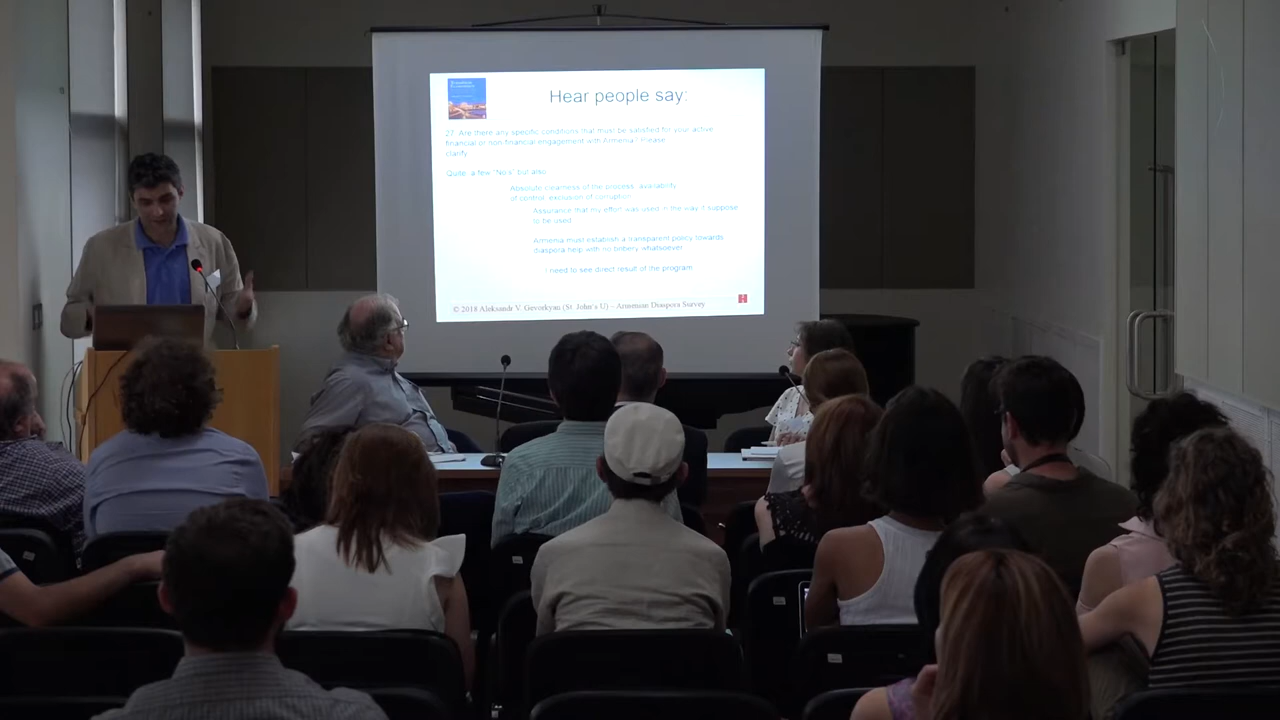 Hear people say:
27. Are there any specific conditions that must be satisfied for your active
financial or non-financial engagement with Armenia? Please
clarify.
Quite a few "No's" but also:
Absolute clearness of the process, availability
of control, exclusion of corruption
Assurance that my effort was used in the way I suppose
to be used.
Armenia must establish a transparent policy towards
diaspora help with no bribery whatsoever
I need to see direct result of the program
© 2018 Aleksandr V. Gevorkyan (St. John's U) – Armenian Diaspora Survey